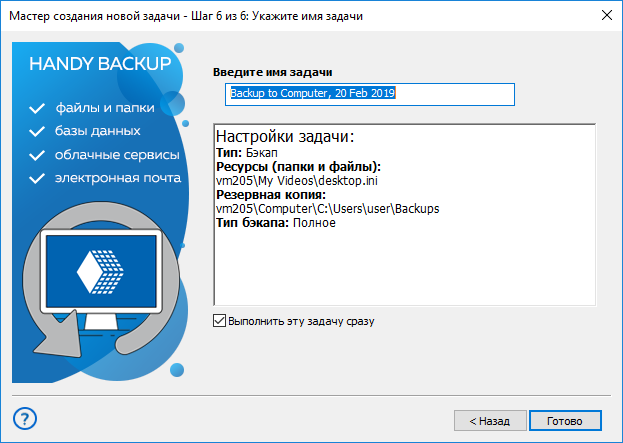 Мастер создания новой задачи - Шаг 6 из 6: Укажите имя задачи
HANDY BACKUP
файлы и папки
базы данных
облачные сервисы
электронная почта
Введите имя задачи
Backup to Computer, 20 Feb 2019
Настройки задачи:
Тип: Бэкап
Ресурсы (папки и файлы):
vm205\My Videos\desktop.ini
Резервная копия:
vm205\Computer\C:\Users\user\Backups
Тип бэкапа: Полное
Выполнить эту задачу сразу
?
< Назад
Готово